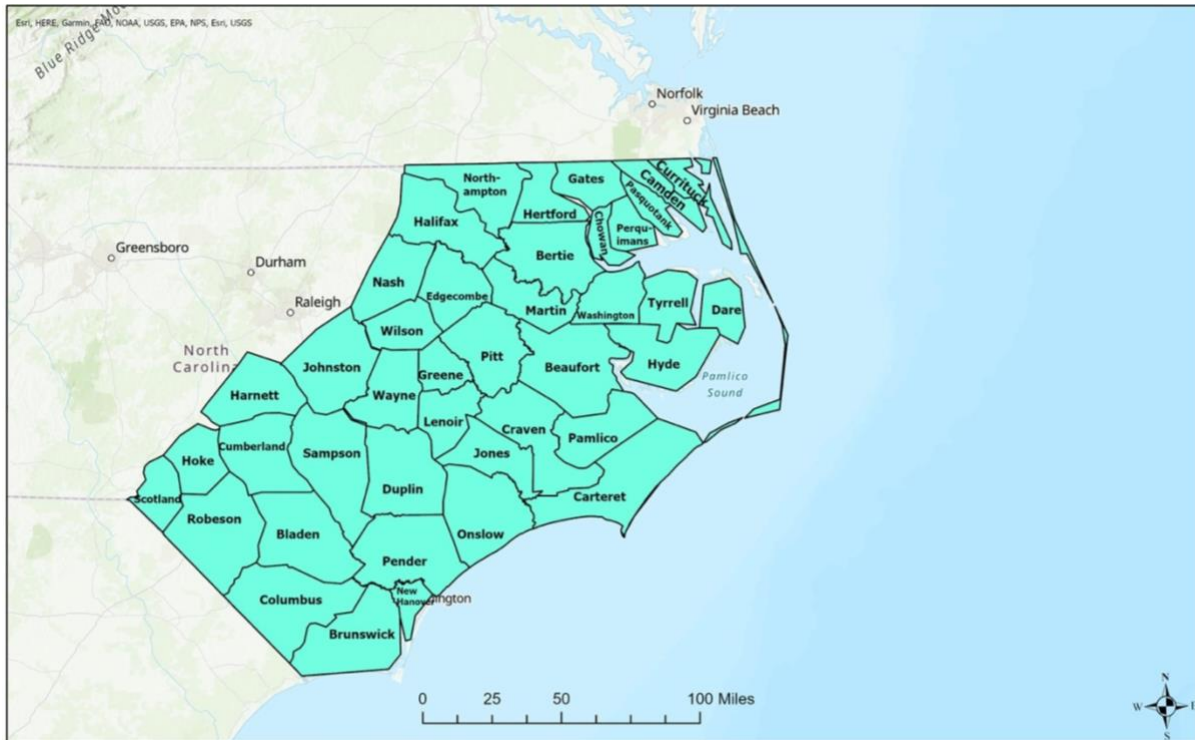 Esri, HERE, Garmin, FAO, NOAA, USGS, EPA, NPS, Esri, USGS
Blue Ridge Mou
Norfolk
Virginia Beach
Greensboro
Durham
Raleigh
North
Carolina
North-
ampton
Gates
Currituck
Camden
Pasquotank
Hertford
Halifax
Chowan
Perqu-
imans
Bertie
Nash
Edgecombe
Martin
Washington
Tyrrell
Dare
Wilson
Pitt
Beaufort
Hyde
Pamlico
Sound
Johnston
Greene
Wayne
Harnett
Lenoir
Craven
Pamlico
Cumberland
Sampson
Jones
Hoke
Duplin
Scotland
Carteret
Robeson
Bladen
Onslow
Pender
New
Hanover
ington
Columbus
Brunswick
0 25 50 100 Miles
N
W E
S